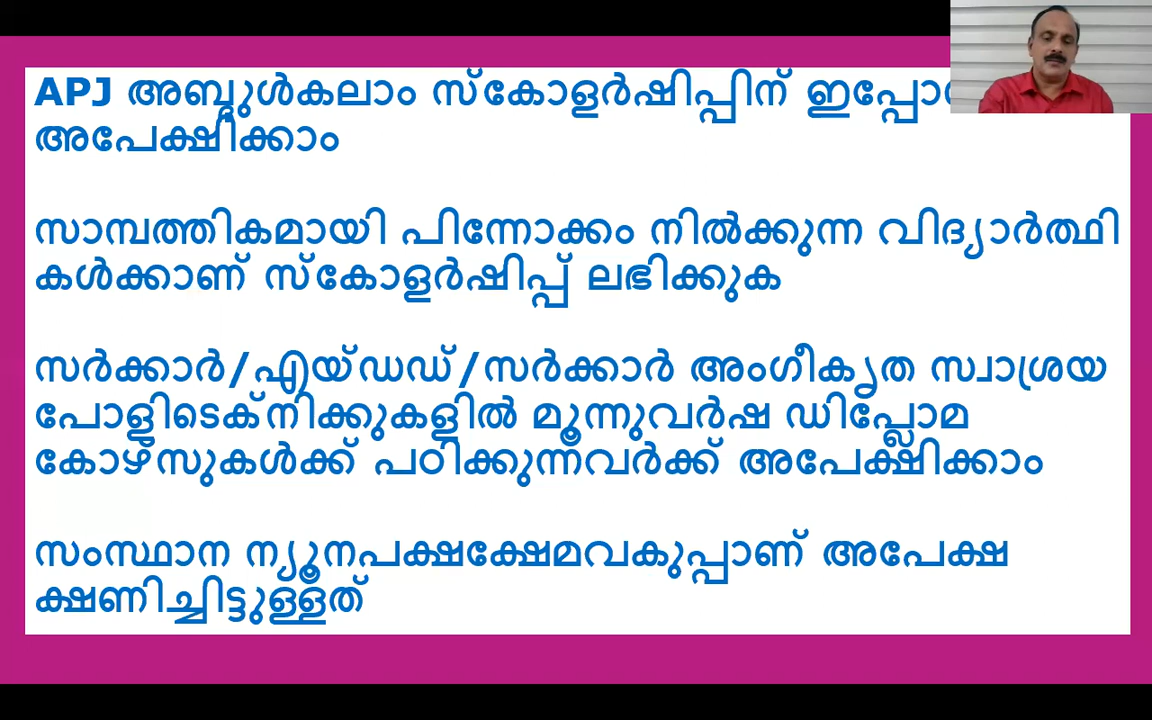 APJ അബ്ദുൾകലാം സ്കോളർഷിപ്പിന്
അപേക്ഷിക്കാം
സാമ്പത്തികമായി പിന്നോക്കം നിൽക്കുന്ന വിദ്യാർത്ഥി
കൾക്കാണ് സ്കോളർഷിപ്പ് ലഭിക്കുക
സർക്കാർ/എയ്ഡഡ്/സർക്കാർ അംഗീകൃത സ്വാശ്രയ
പോളിടെക്നിക്കുകളിൽ മൂന്നുവർഷ ഡിപ്ലോമ
കോഴ്സുകൾക്ക് പഠിക്കുന്നവർക്ക് അപേക്ഷിക്കാം
സംസ്ഥാന ന്യൂനപക്ഷക്ഷേമവകുപ്പാണ് അപേക്ഷ
ക്ഷണിച്ചിട്ടുള്ളത്